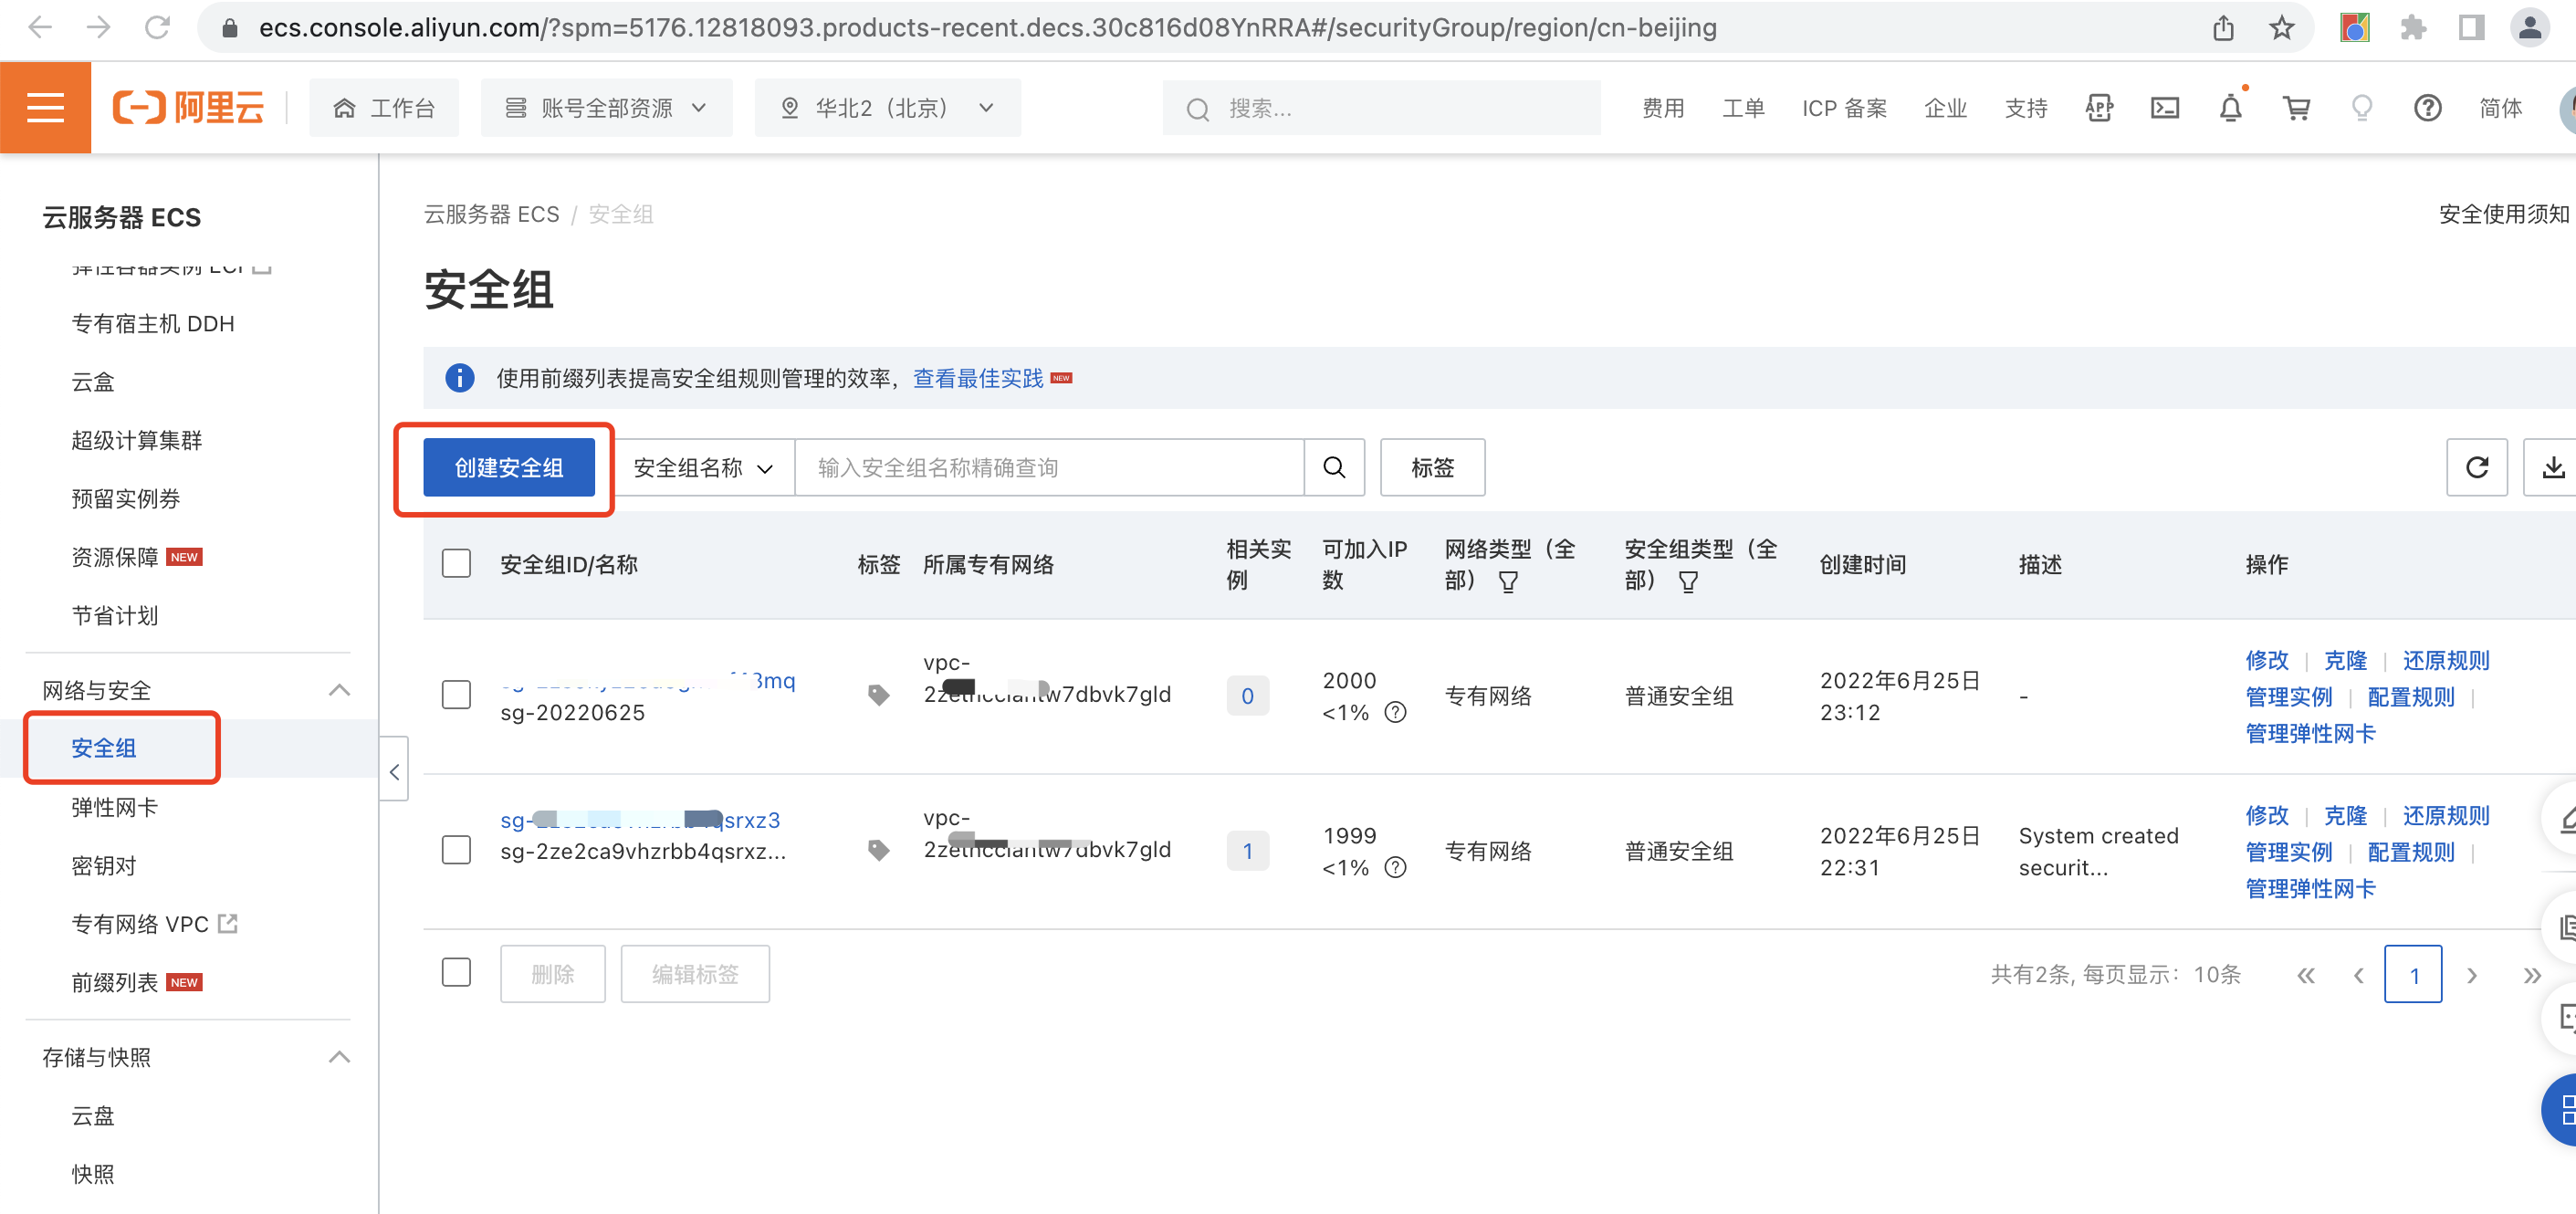 ecs.console.aliyun.com/?spm=5176.12818093.products-recent.decs.30c816d08YnRRA#/securityGroup/region/cn-beijing
阿里云
工作台
账号全部资源
华北2（北京）
搜索...
费用
工单
ICP 备案
企业
支持
APP
简体
云服务器 ECS
弹性容器实例 ECI
专有宿主机 DDH
云盒
超级计算集群
预留实例券
资源保障 NEW
节省计划
网络与安全
安全组
弹性网卡
密钥对
专有网络 VPC
前缀列表 NEW
存储与快照
云盘
快照
云服务器 ECS / 安全组
安全使用须知
安全组
使用前缀列表提高安全组规则管理的效率，查看最佳实践 NEW
创建安全组
安全组名称
输入安全组名称精确查询
标签
安全组ID/名称
标签
所属专有网络
相关实
例
可加入IP
数
网络类型（全
部）
安全组类型（全
部）
创建时间
描述
操作
3mq
sg-20220625
vpc-
w7dbvk7gld
0
2000
<1%
专有网络
普通安全组
2022年6月25日
23:12
-
修改 | 克隆 | 还原规则
管理实例 | 配置规则 |
管理弹性网卡
sg-
qsrxz3
sg-2ze2ca9vhzrbb4qsrxz...
vpc-
w7dbvk7gld
1
1999
<1%
专有网络
普通安全组
2022年6月25日
22:31
System created
securit...
修改 | 克隆 | 还原规则
管理实例 | 配置规则 |
管理弹性网卡
删除
编辑标签
共有2条, 每页显示：10条
« ‹ 1 › »